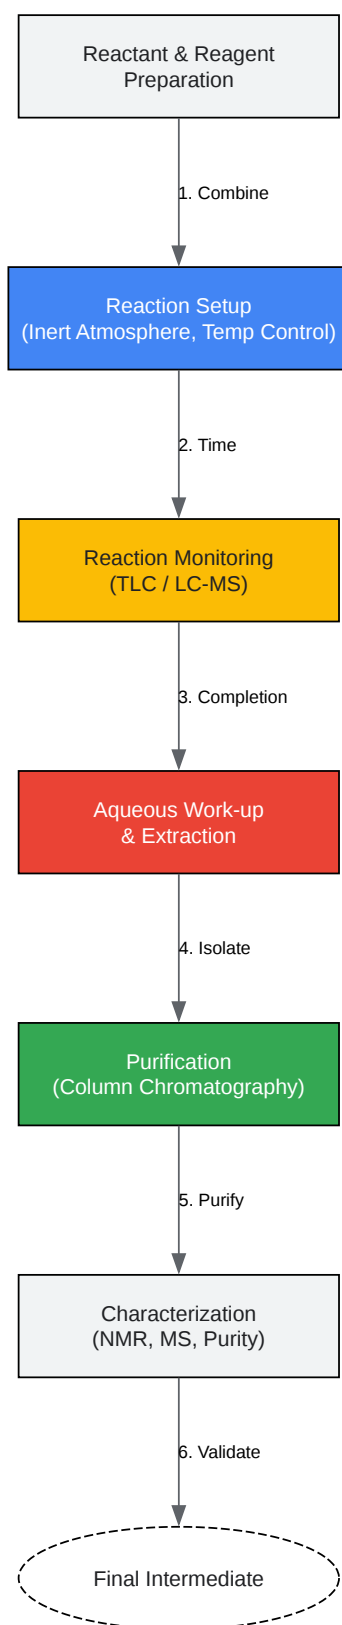 Reactant & Reagent
Preparation
1. Combine
Reaction Setup
(Inert Atmosphere, Temp Control)
2. Time
Reaction Monitoring
(TLC / LC-MS)
3. Completion
Aqueous Work-up
& Extraction
4. Isolate
Purification
(Column Chromatography)
5. Purify
Characterization
(NMR, MS, Purity)
6. Validate
Final Intermediate